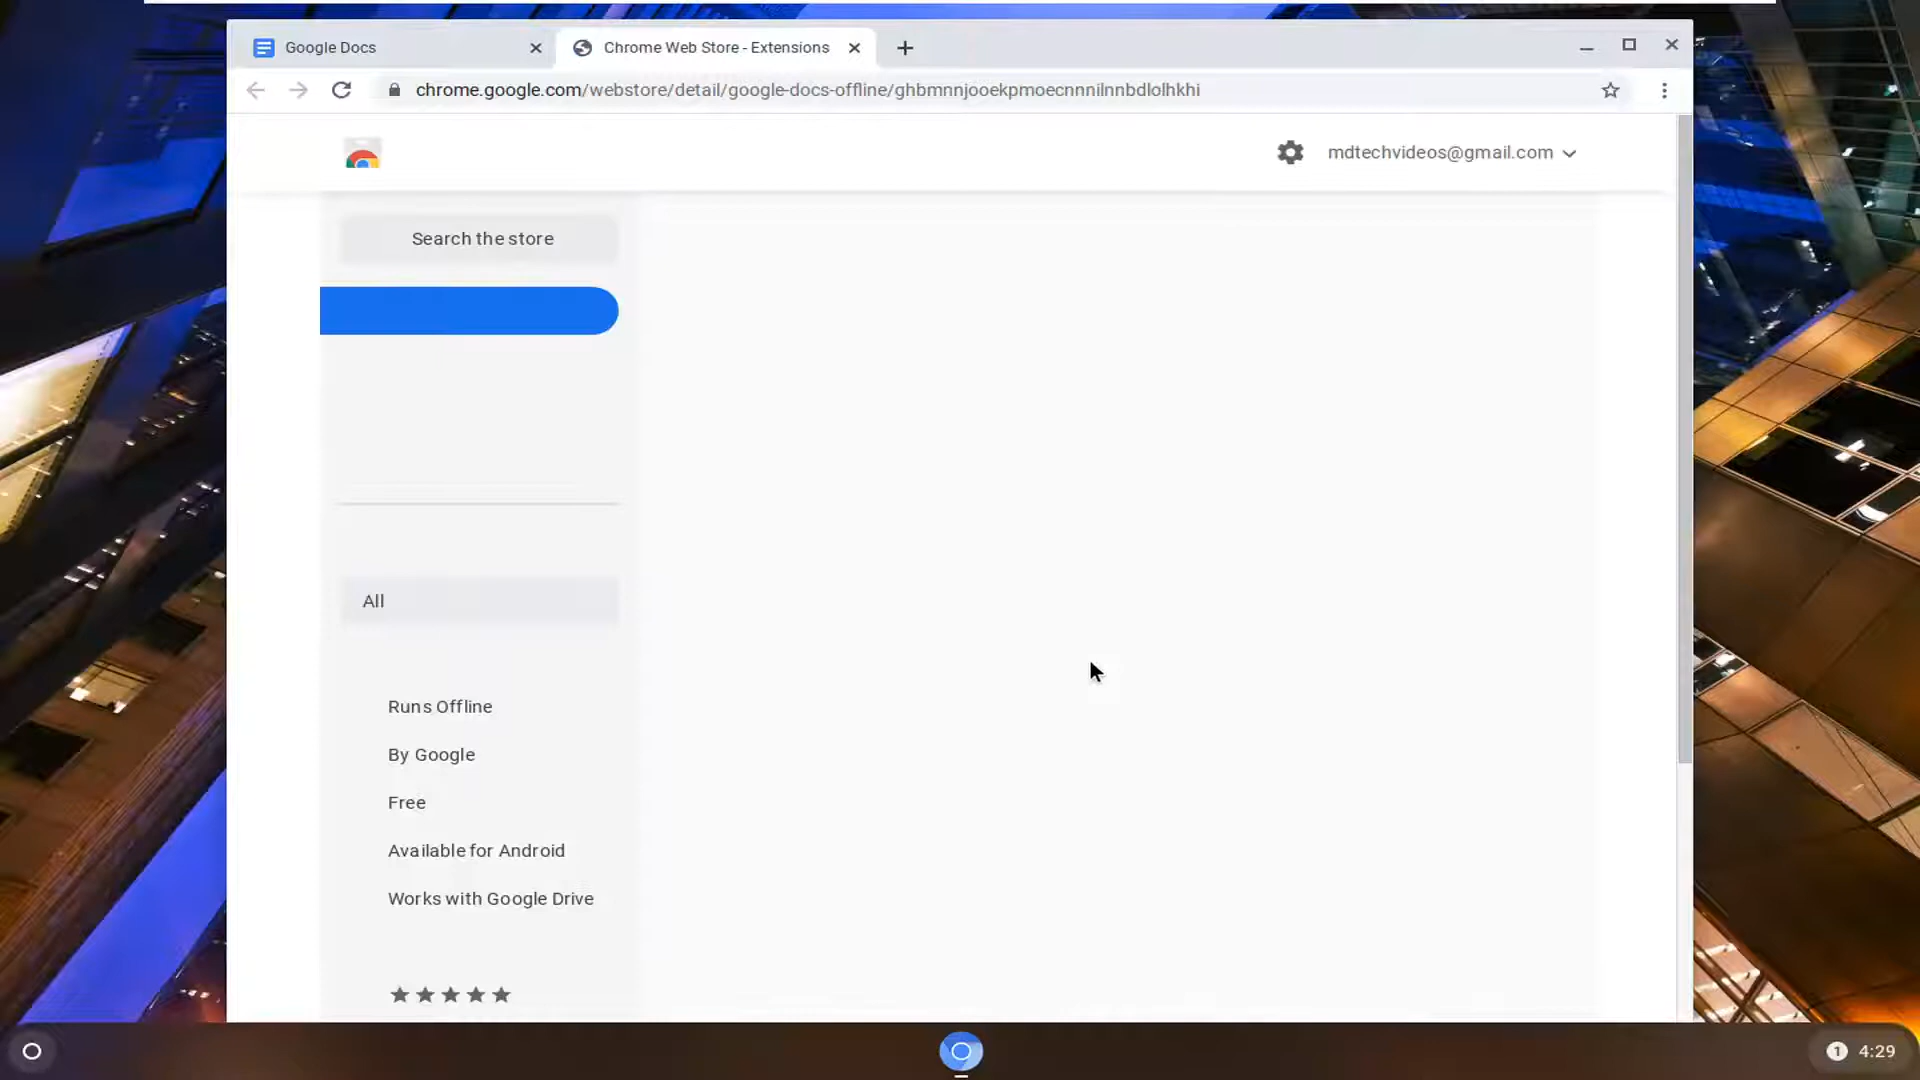 Google Docs
Chrome Web Store - Extensions
chrome.google.com/webstore/detail/google-docs-offline/ghbmnnjooekpmoecnnnilnnbdlolhkhi
mdtechvideos@gmail.com
Search the store
All
Runs Offline
By Google
Free
Available for Android
Works with Google Drive
1 4:29